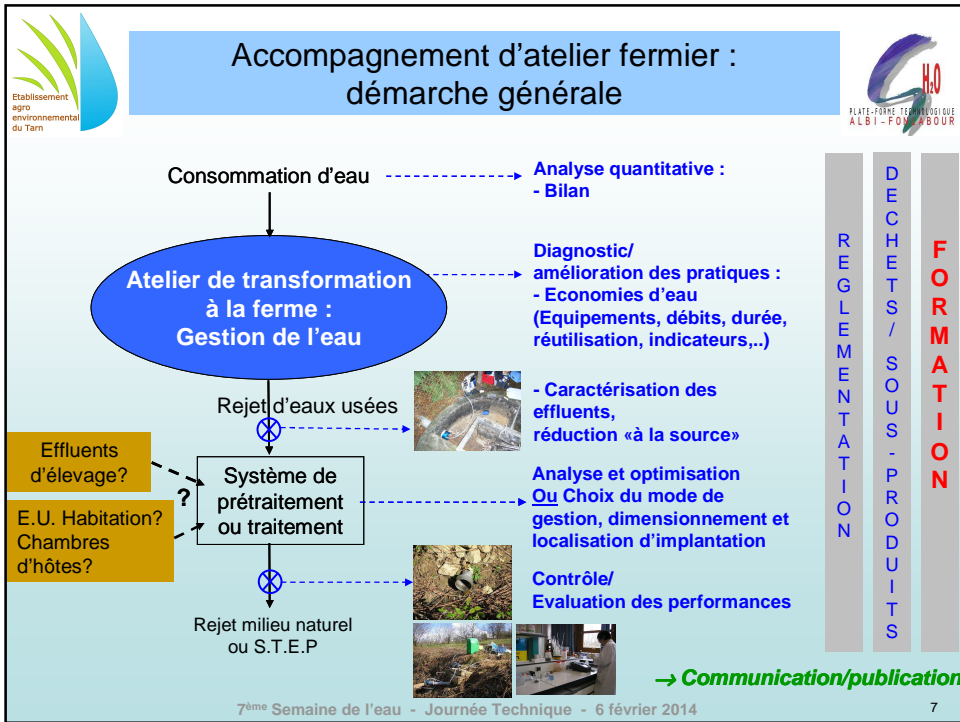 Accompagnement d'atelier fermier :
démarche générale
Etablissement
agro
environnemental
du Tarn
H2O
PLATE-FORME TECHNOLOGIQUE
ALBI-FONLABOUR
Consommation d'eau
Analyse quantitative :
- Bilan
Atelier de transformation
à la ferme :
Gestion de l'eau
Diagnostic/
amélioration des pratiques :
- Economies d'eau
(Equipements, débits, durée,
réutilisation, indicateurs,..)
Rejet d'eaux usées
- Caractérisation des
effluents,
réduction «à la source»
Effluents
d'élevage?
?
E.U. Habitation?
Chambres
d'hôtes?
Système de
prétraitement
ou traitement
Analyse et optimisation
Ou Choix du mode de
gestion, dimensionnement et
localisation d'implantation
Contrôle/
Evaluation des performances
Rejet milieu naturel
ou S.T.E.P
REGLEMENTATION
DECHETS/ SOUS-PRODUITS
FORMATION
→ Communication/publication
7ème Semaine de l'eau - Journée Technique - 6 février 2014
7